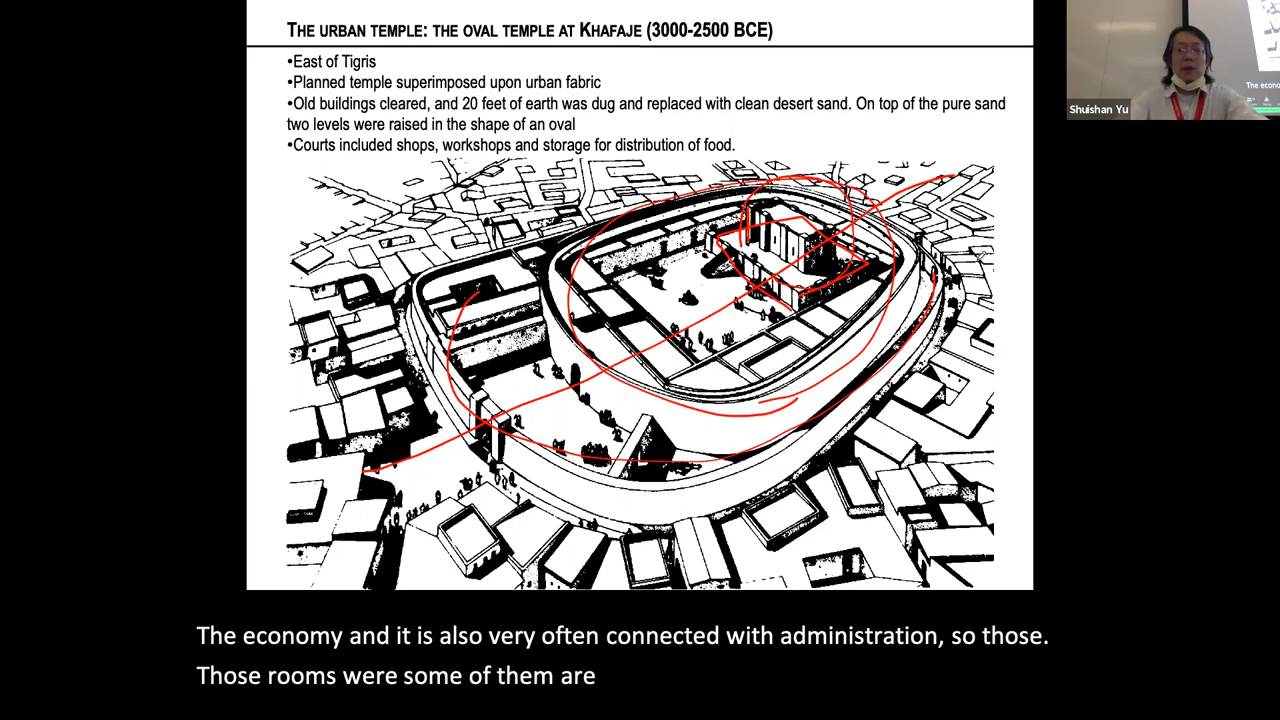 THE URBAN TEMPLE: THE OVAL TEMPLE AT KHAFAJE (3000-2500 BCE)
•East of Tigris
•Planned temple superimposed upon urban fabric
•Old buildings cleared, and 20 feet of earth was dug and replaced with clean desert sand. On top of the pure sand
two levels were raised in the shape of an oval
•Courts included shops, workshops and storage for distribution of food.
Shuishan Yu
The econo
The economy and it is also very often connected with administration, so those.
Those rooms were some of them are